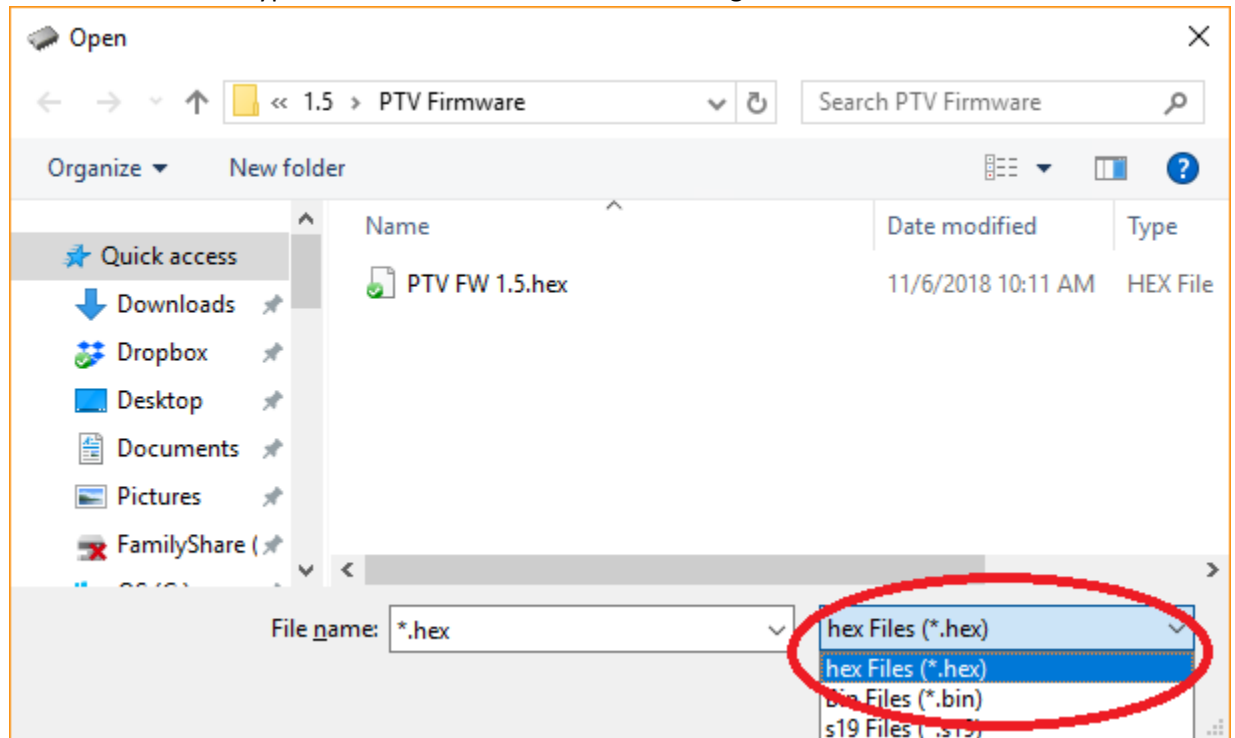 Open
« 1.5 > PTV Firmware
Search PTV Firmware
Organize
New folder
Name
Date modified
Type
Quick access
PTV FW 1.5.hex
11/6/2018 10:11 AM
HEX File
Downloads
Dropbox
Desktop
Documents
Pictures
FamilyShare (
File name:
*.hex
hex Files (*.hex)
hex Files (*.hex)
Bin Files (*.bin)
s19 Files (*.s19)